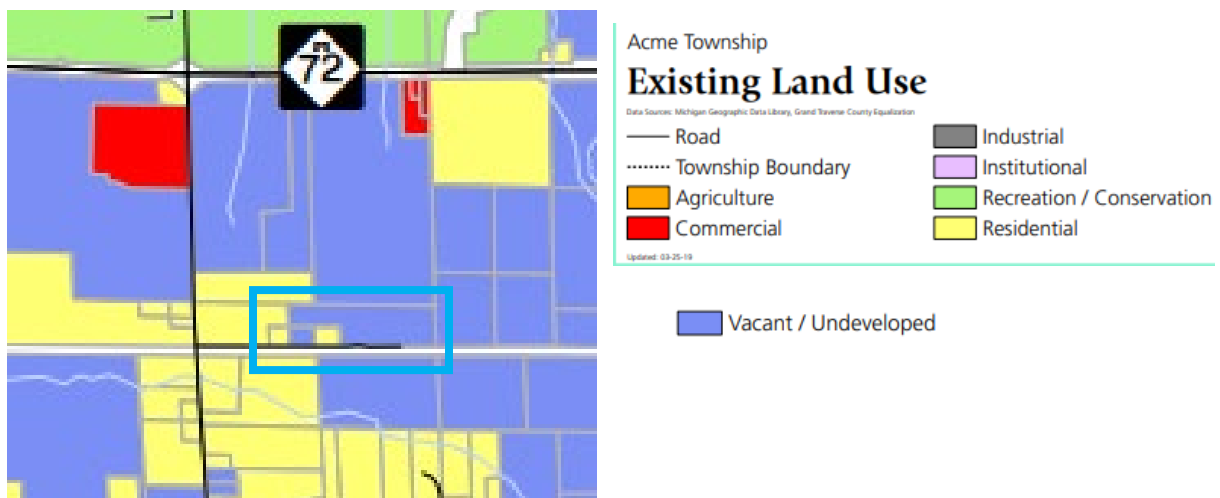 72
Acme Township
Existing Land Use
Data Sources: Michigan Geographic Data Library, Grand Traverse County Equalization
Road
Industrial
Township Boundary
Institutional
Agriculture
Recreation / Conservation
Commercial
Residential
Updated: 03-25-19
Vacant / Undeveloped